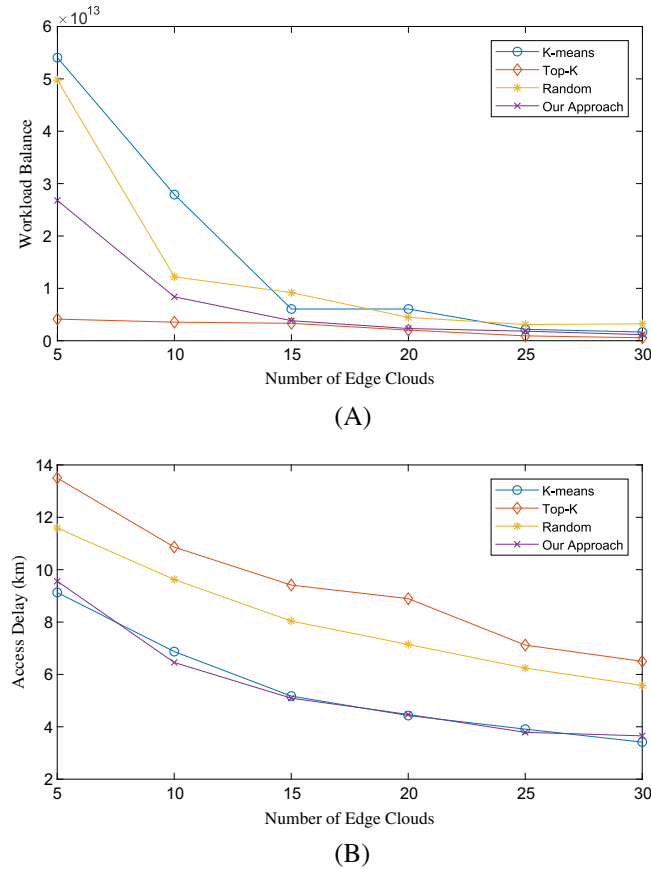 × 10^13
6
5
4
3
2
1
0
Workload Balance
K-means
Top-K
Random
Our Approach
5 10 15 20 25 30
Number of Edge Clouds
(A)
14
12
10
8
6
4
2
Access Delay (km)
K-means
Top-K
Random
Our Approach
5 10 15 20 25 30
Number of Edge Clouds
(B)